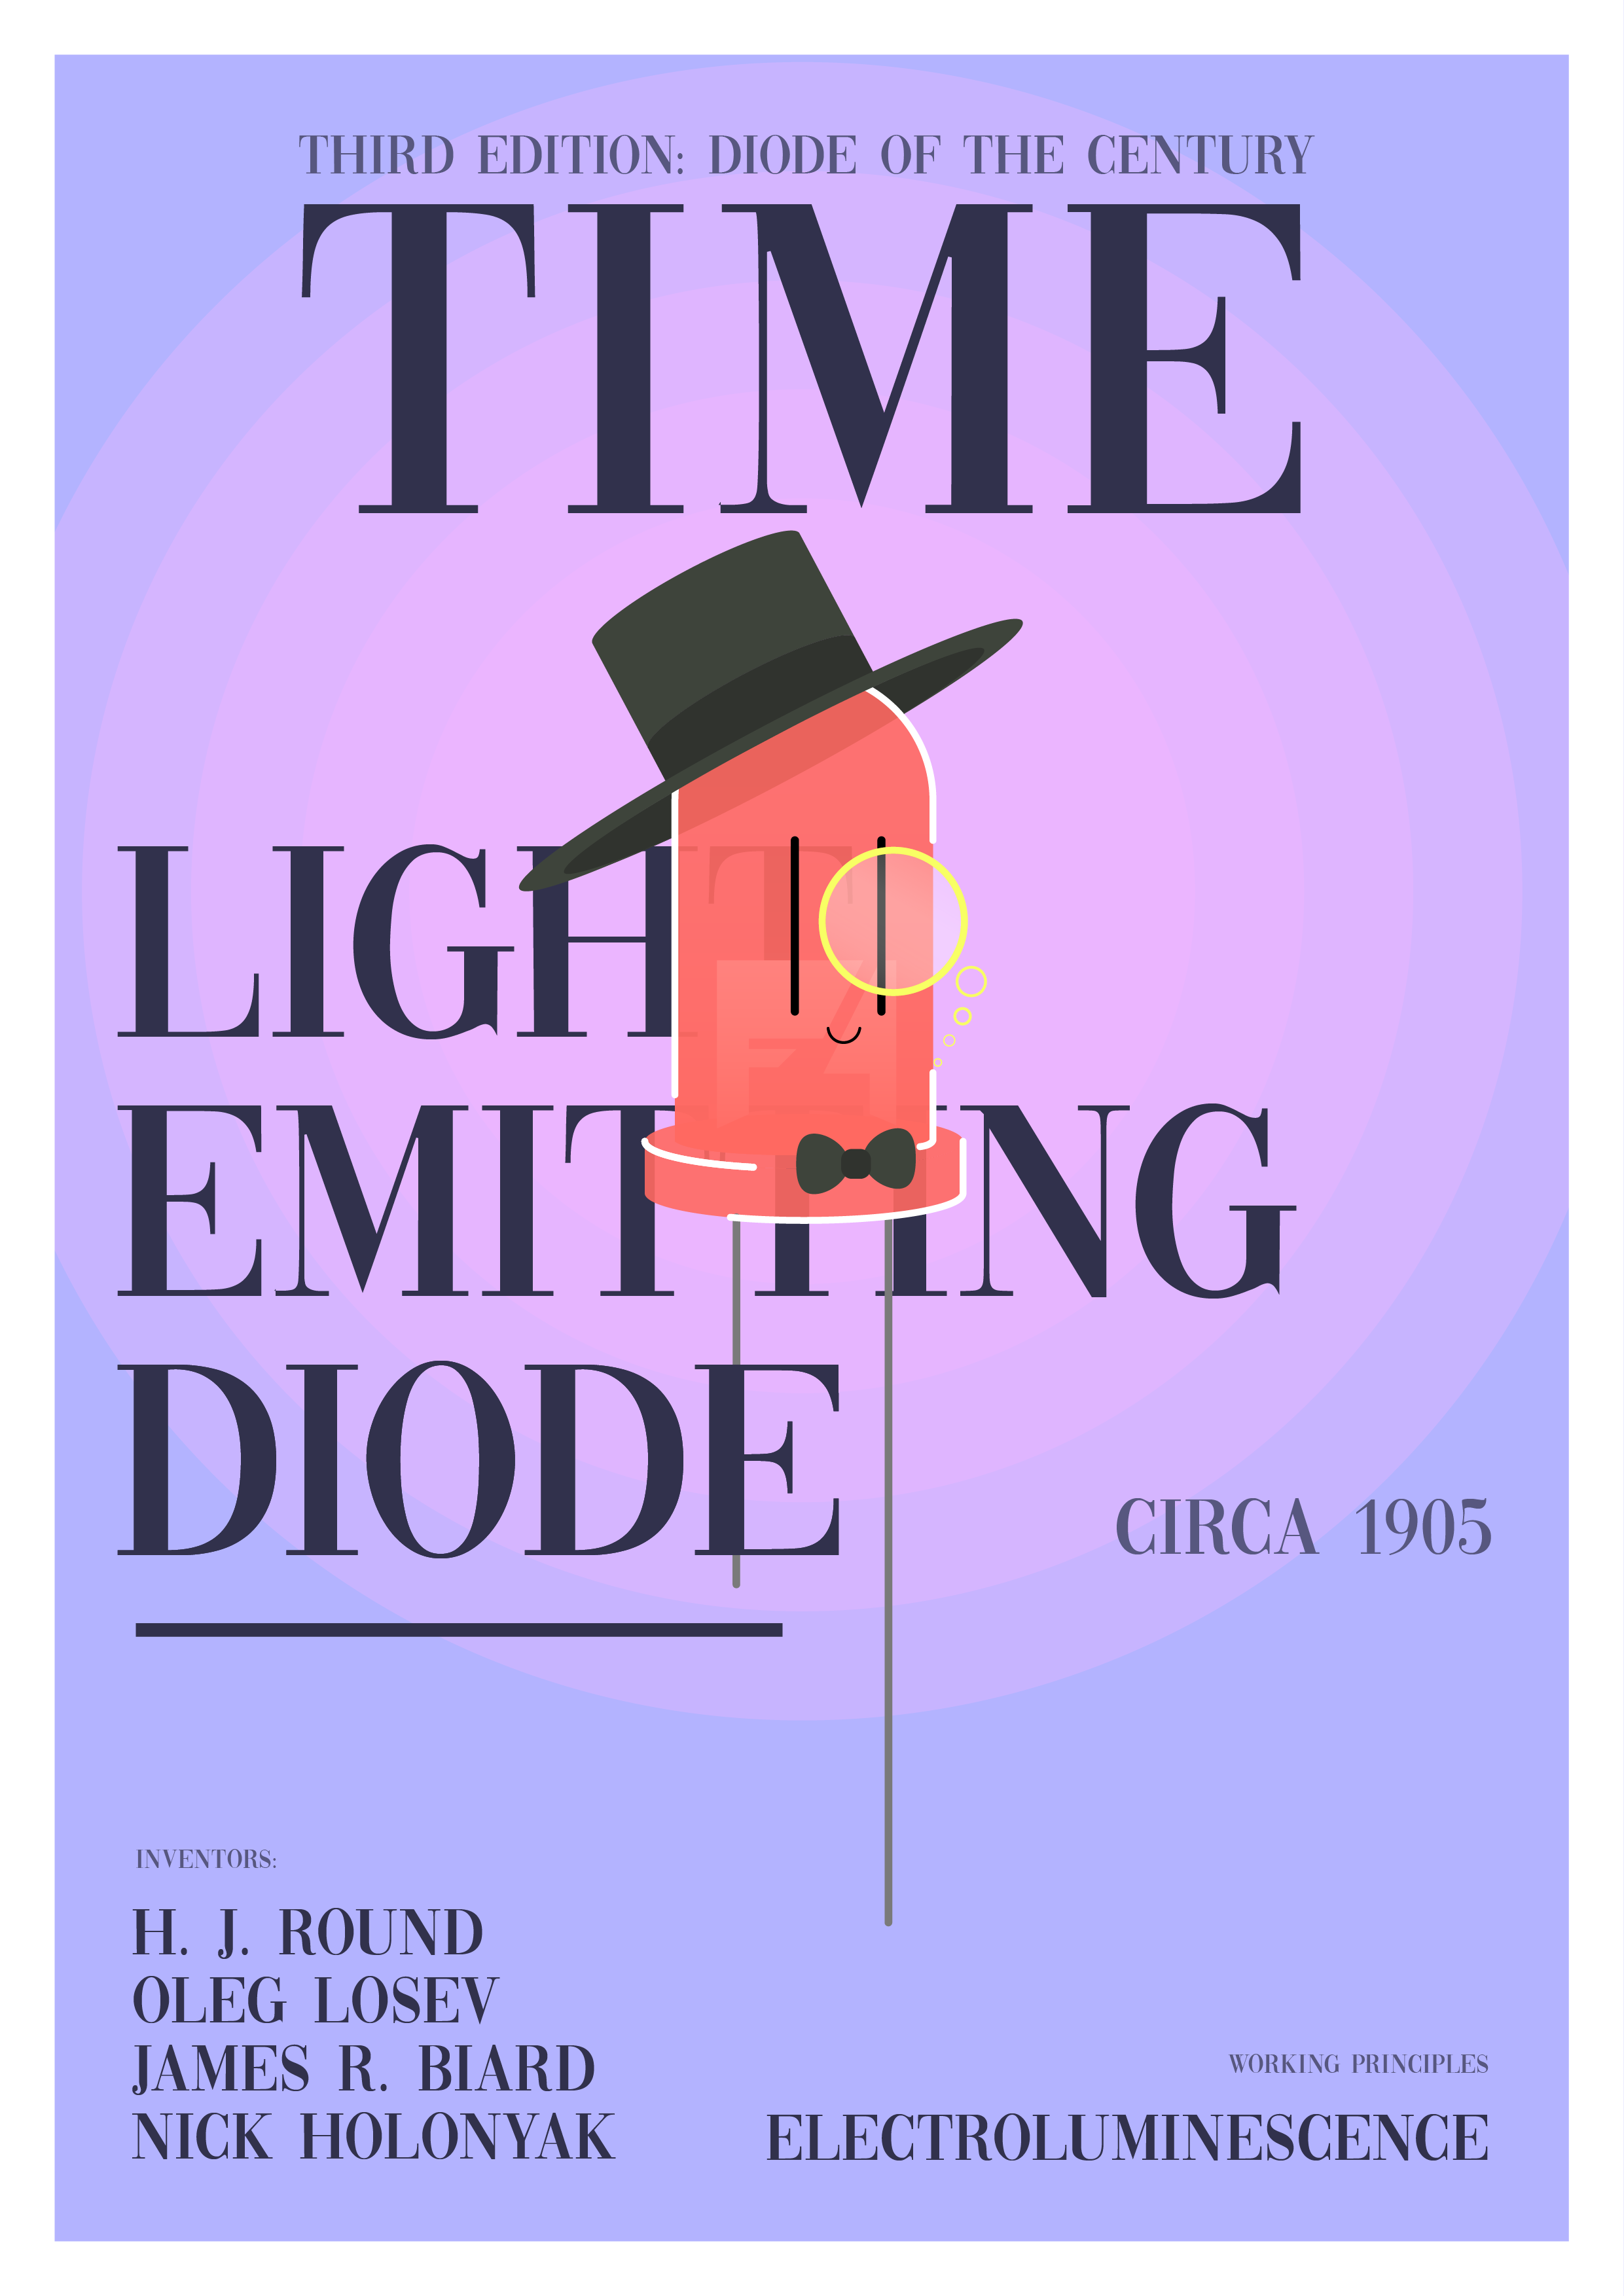 THIRD EDITION: DIODE OF THE CENTURY
TIME
LIGHT
EMITTING
DIODE
CIRCA 1905
INVENTORS:
H. J. ROUND
OLEG LOSEV
JAMES R. BIARD
NICK HOLONYAK
WORKING PRINCIPLES
ELECTROLUMINESCENCE